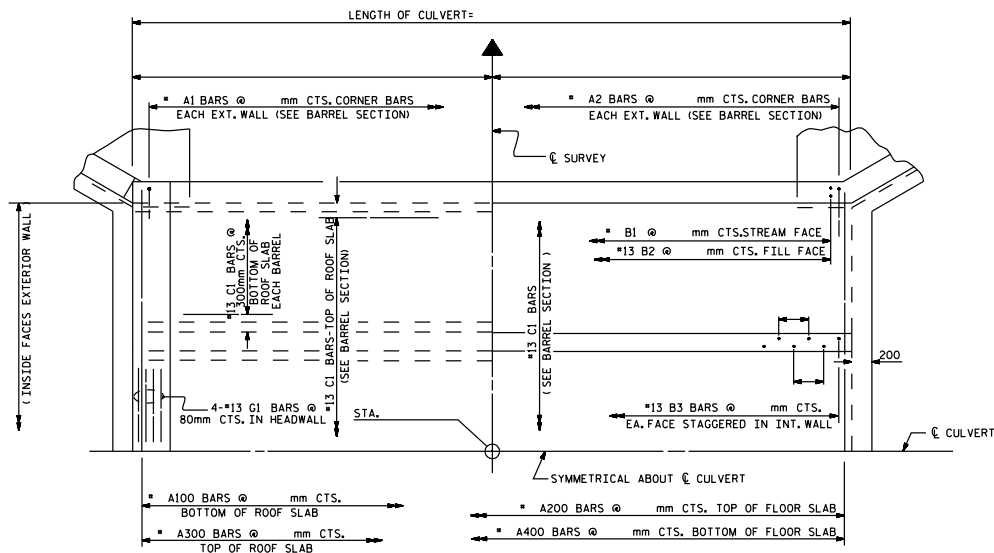 LENGTH OF CULVERT=
# A1 BARS @ mm CTS. CORNER BARS
EACH EXT. WALL (SEE BARREL SECTION)
# A2 BARS @ mm CTS. CORNER BARS
EACH EXT. WALL (SEE BARREL SECTION)
℄ SURVEY
(INSIDE FACES EXTERIOR WALL)
#13 C1 BARS @
300mm CTS.
BOTTOM OF
ROOF SLAB
EACH BARREL
#13 C1 BARS-TOP OF ROOF SLAB
(SEE BARREL SECTION)
#13 C1 BARS
(SEE BARREL SECTION)
# B1 @ mm CTS.STREAM FACE
#13 B2 @ mm CTS. FILL FACE
200
4-#13 G1 BARS @
80mm CTS. IN HEADWALL
STA.
#13 B3 BARS @ mm CTS.
EA. FACE STAGGERED IN INT. WALL
℄ CULVERT
SYMMETRICAL ABOUT ℄ CULVERT
# A100 BARS @ mm CTS.
BOTTOM OF ROOF SLAB
# A300 BARS @ mm CTS.
TOP OF ROOF SLAB
# A200 BARS @ mm CTS. TOP OF FLOOR SLAB
# A400 BARS @ mm CTS. BOTTOM OF FLOOR SLAB